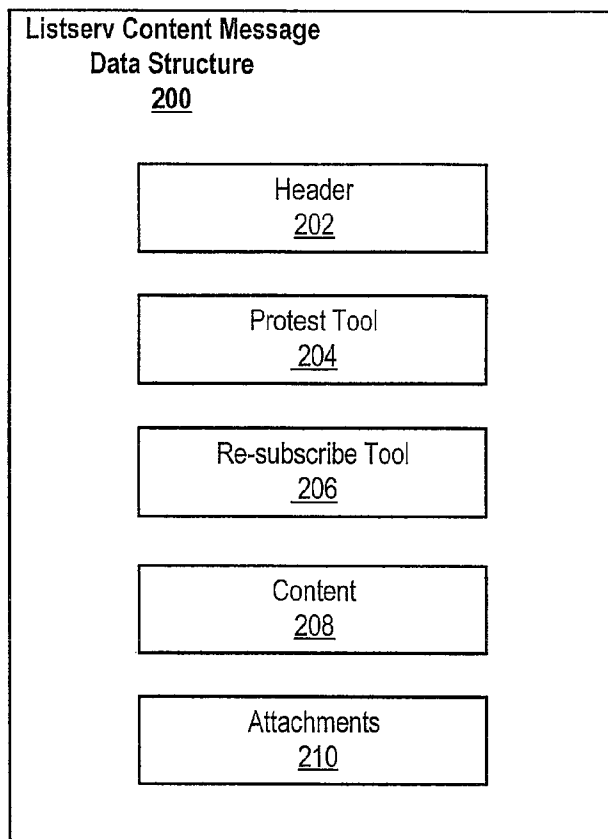 Listserv Content Message
Data Structure
200
Header
202
Protest Tool
204
Re-subscribe Tool
206
Content
208
Attachments
210